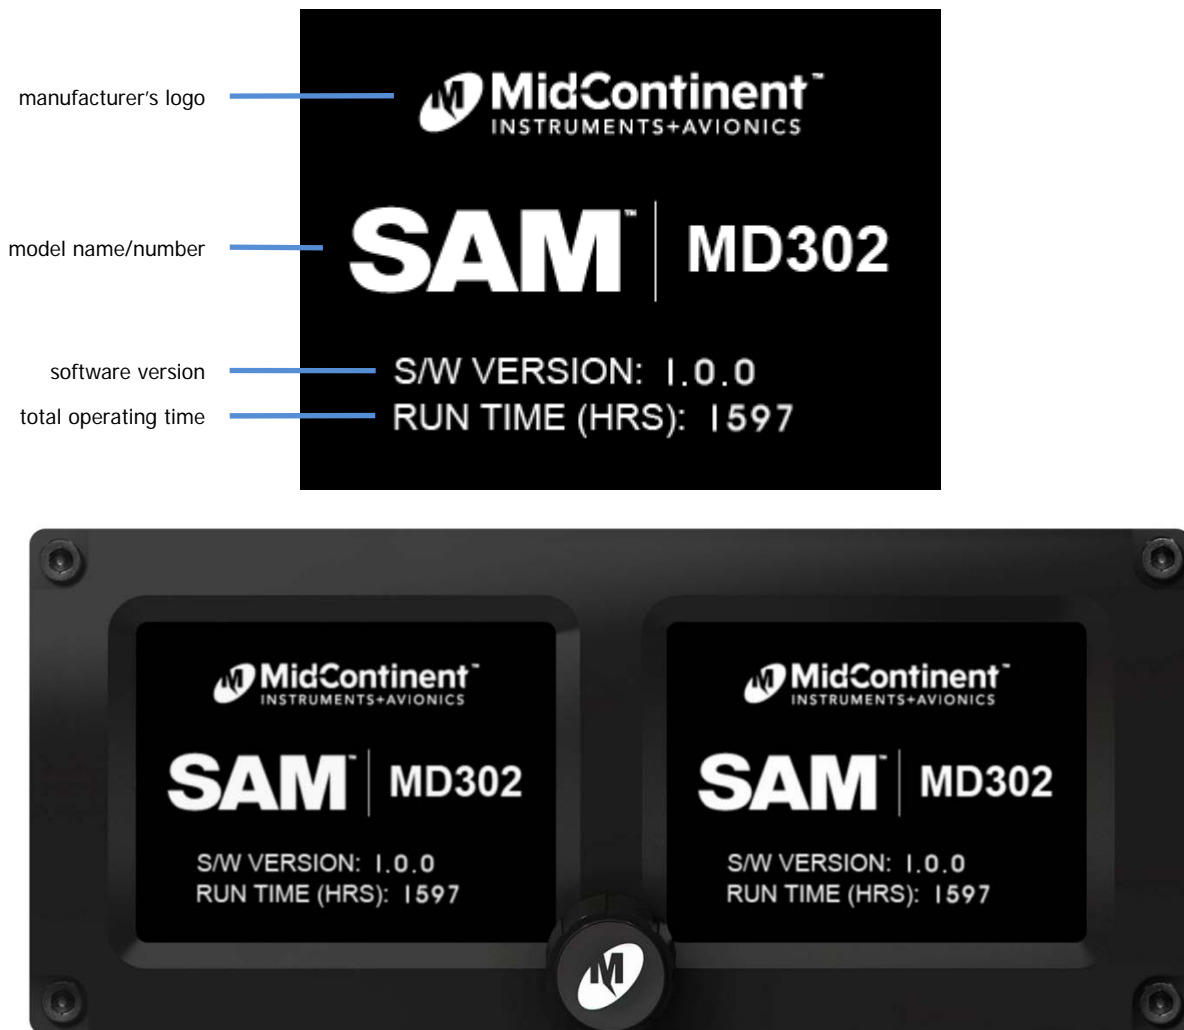 manufacturer's logo
MidContinent™
INSTRUMENTS+AVIONICS
model name/number
SAM™ MD302
software version
S/W VERSION: 1.0.0
total operating time
RUN TIME (HRS): 1597
MidContinent™
INSTRUMENTS+AVIONICS
SAM™ MD302
S/W VERSION: 1.0.0
RUN TIME (HRS): 1597
MidContinent™
INSTRUMENTS+AVIONICS
SAM™ MD302
S/W VERSION: 1.0.0
RUN TIME (HRS): 1597
M